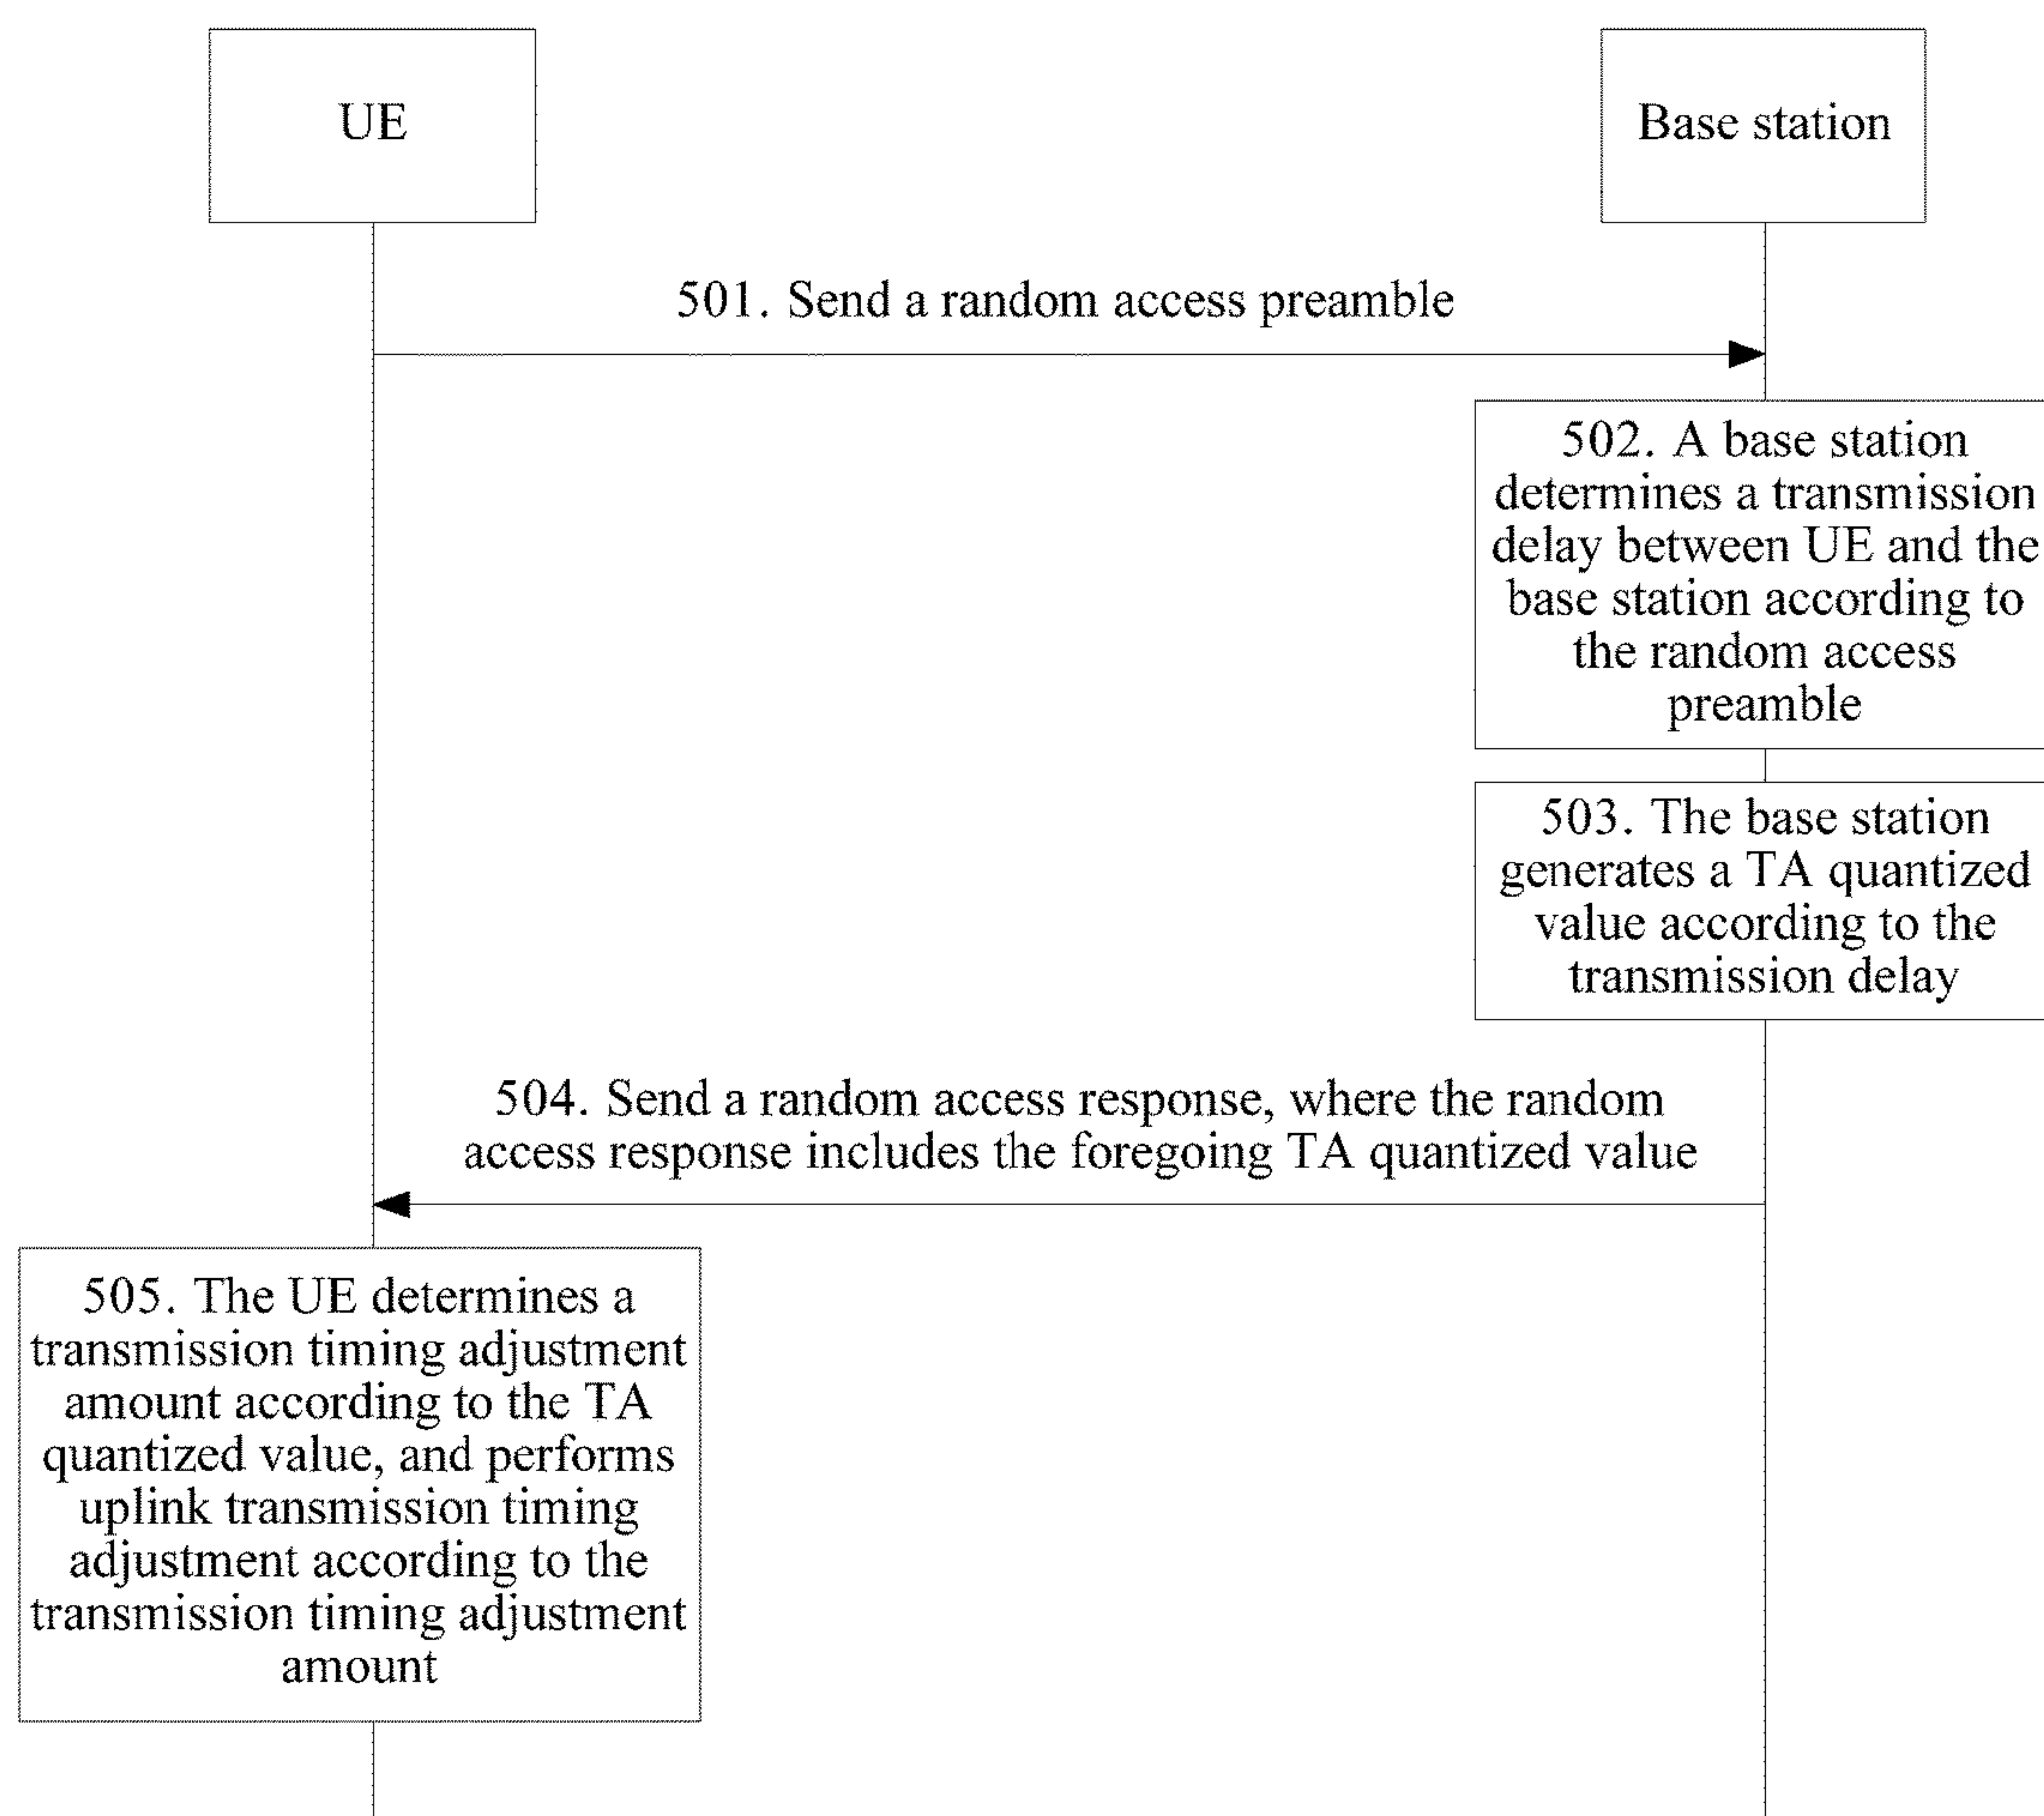 UE
Base station
501. Send a random access preamble
502. A base station
determines a transmission
delay between UE and the
base station according to
the random access
preamble
503. The base station
generates a TA quantized
value according to the
transmission delay
504. Send a random access response, where the random
access response includes the foregoing TA quantized value
505. The UE determines a
transmission timing adjustment
amount according to the TA
quantized value, and performs
uplink transmission timing
adjustment according to the
transmission timing adjustment
amount